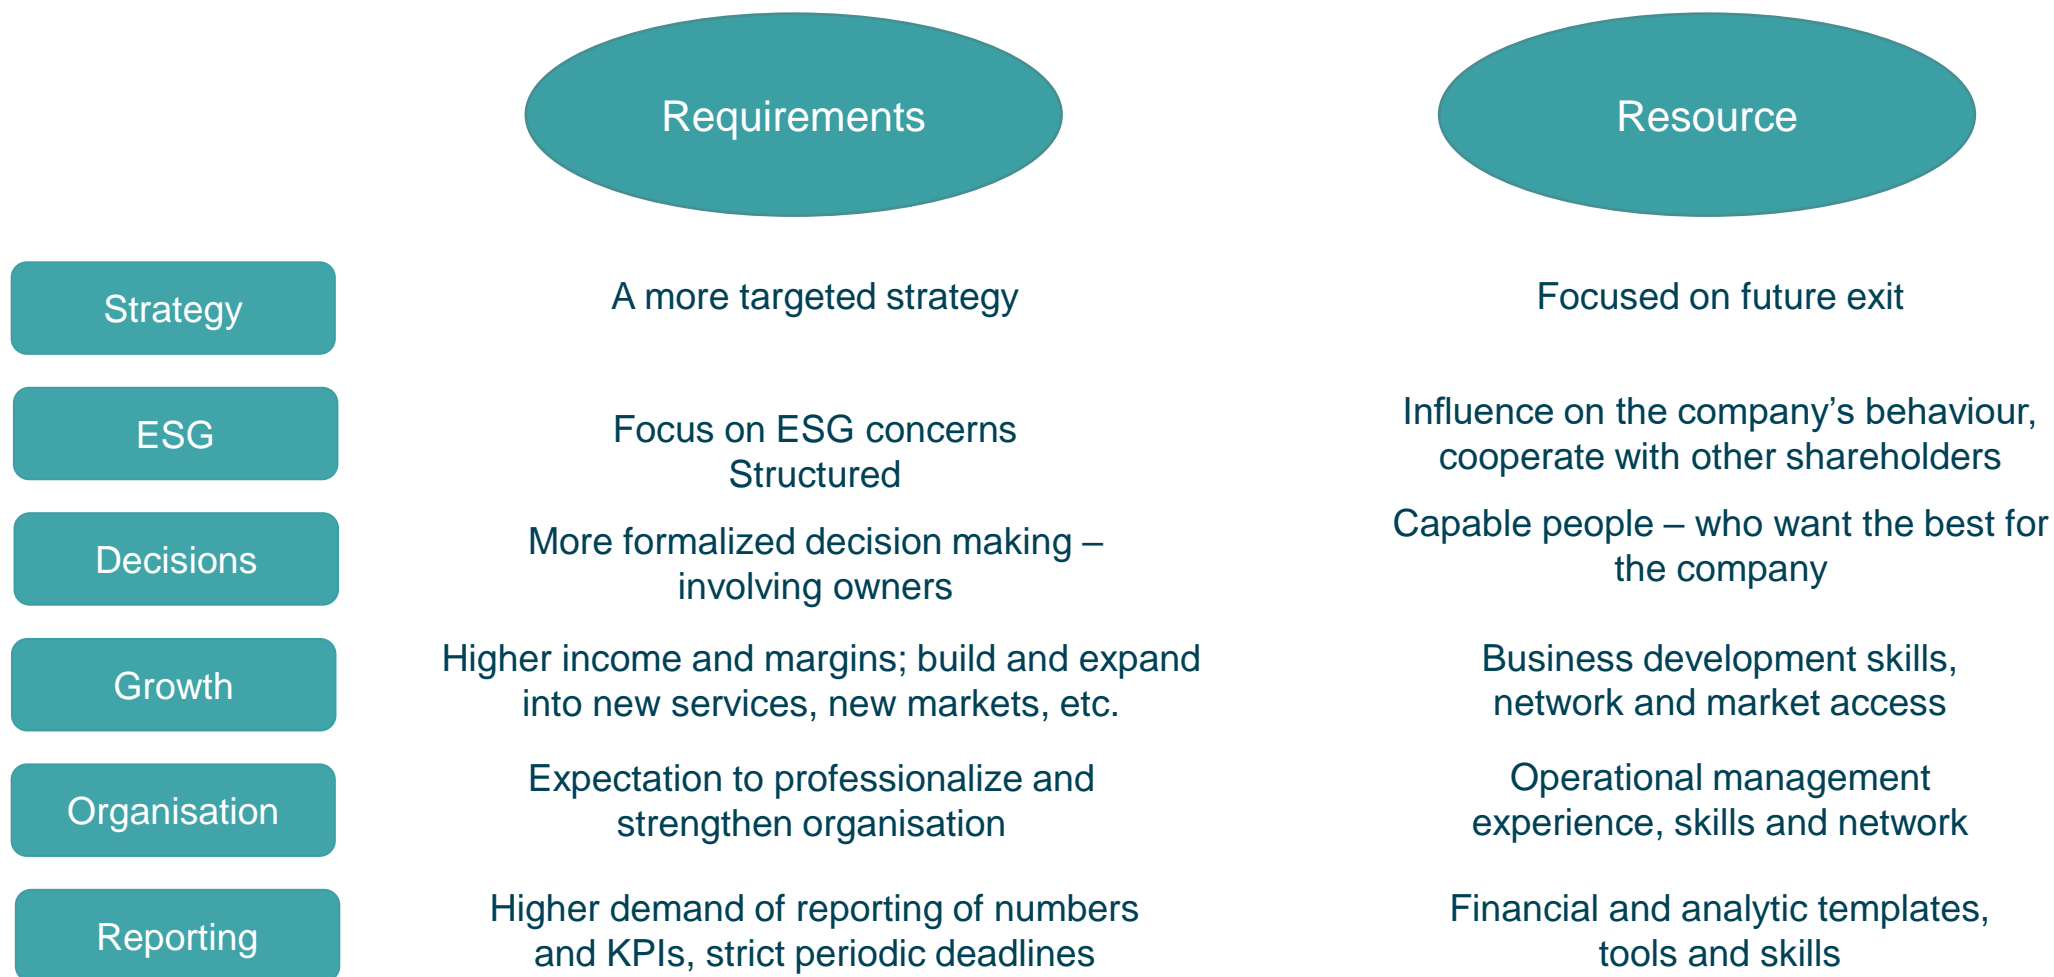 Requirements
Resource
Strategy
A more targeted strategy
Focused on future exit
ESG
Focus on ESG concerns
Structured
Influence on the company’s behaviour,
cooperate with other shareholders
Decisions
More formalized decision making –
involving owners
Capable people – who want the best for
the company
Growth
Higher income and margins; build and expand
into new services, new markets, etc.
Business development skills,
network and market access
Organisation
Expectation to professionalize and
strengthen organisation
Operational management
experience, skills and network
Reporting
Higher demand of reporting of numbers
and KPIs, strict periodic deadlines
Financial and analytic templates,
tools and skills